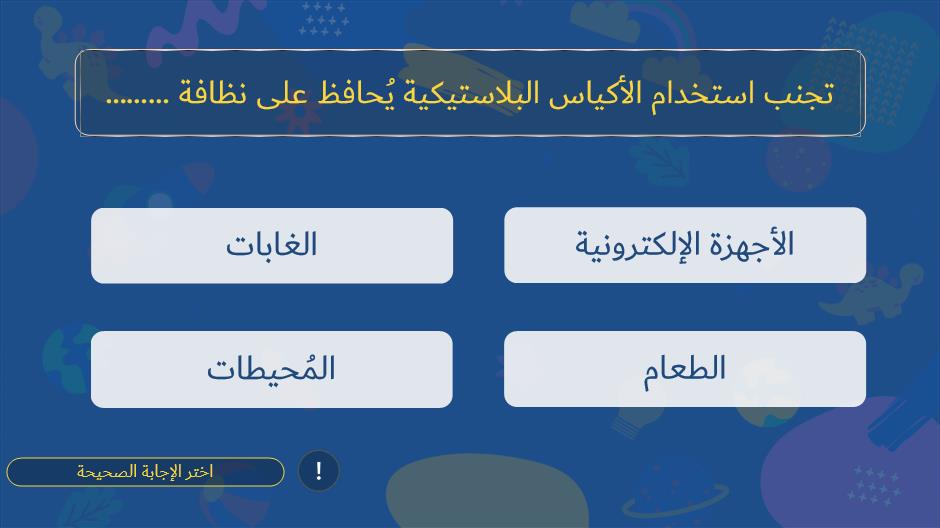 تجنب استخدام الأكياس البلاستيكية يُحافظ على نظافة .........
الأجهزة الإلكترونية
الغابات
الطعام
المُحيطات
!
اختر الإجابة الصحيحة